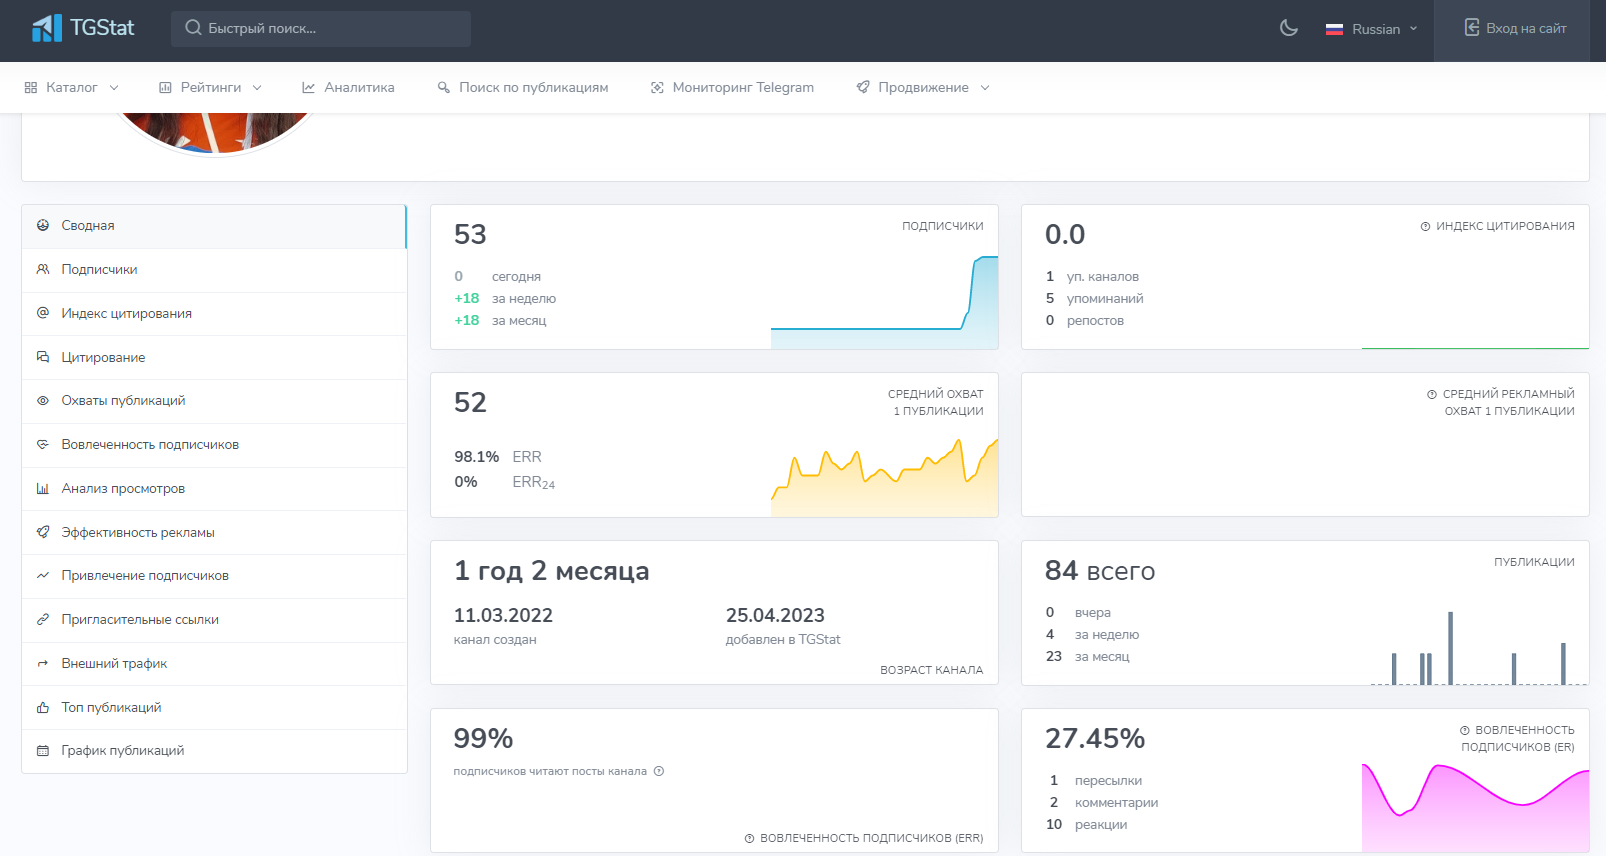 TGStat
Быстрый поиск...
Russian
Вход на сайт
Каталог
Рейтинги
Аналитика
Поиск по публикациям
Мониторинг Telegram
Продвижение
Сводная
Подписчики
Индекс цитирования
Цитирование
Охваты публикаций
Вовлеченность подписчиков
Анализ просмотров
Эффективность рекламы
Привлечение подписчиков
Пригласительные ссылки
Внешний трафик
Топ публикаций
График публикаций
53
ПОДПИСЧИКИ
0 сегодня
+18 за неделю
+18 за месяц
0.0
ИНДЕКС ЦИТИРОВАНИЯ
1 уп. каналов
5 упоминаний
0 репостов
52
СРЕДНИЙ ОХВАТ
1 ПУБЛИКАЦИИ
98.1% ERR
0% ERR24
СРЕДНИЙ РЕКЛАМНЫЙ
ОХВАТ 1 ПУБЛИКАЦИИ
1 год 2 месяца
11.03.2022
канал создан
25.04.2023
добавлен в TGStat
ВОЗРАСТ КАНАЛА
84 всего
ПУБЛИКАЦИИ
0 вчера
4 за неделю
23 за месяц
99%
подписчиков читают посты канала
ВОВЛЕЧЕННОСТЬ ПОДПИСЧИКОВ (ERR)
27.45%
ВОВЛЕЧЕННОСТЬ
ПОДПИСЧИКОВ (ER)
1 пересылки
2 комментарии
10 реакции